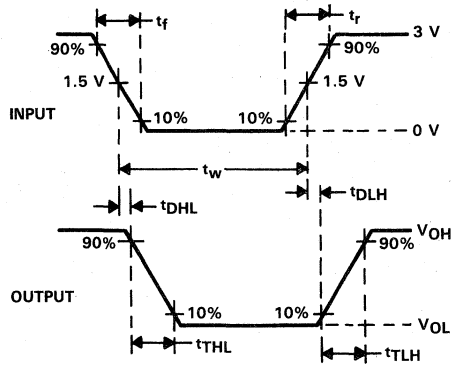 tf tr
90% 90% 3 V
1.5 V 1.5 V
INPUT 10% 10%
0 V
tw
tDHL tDLH
90% 90% VOH
OUTPUT 10% 10%
VOL
tTHL tTLH